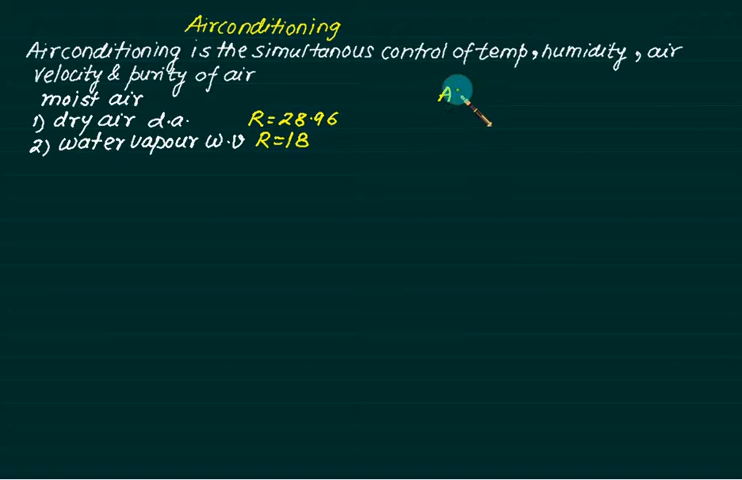 Airconditioning
Airconditioning is the simultanous control of temp, humidity, air
velocity & purity of air
moist air
1) dry air d.a. R=28.96
2) water vapour w.v R=18
A